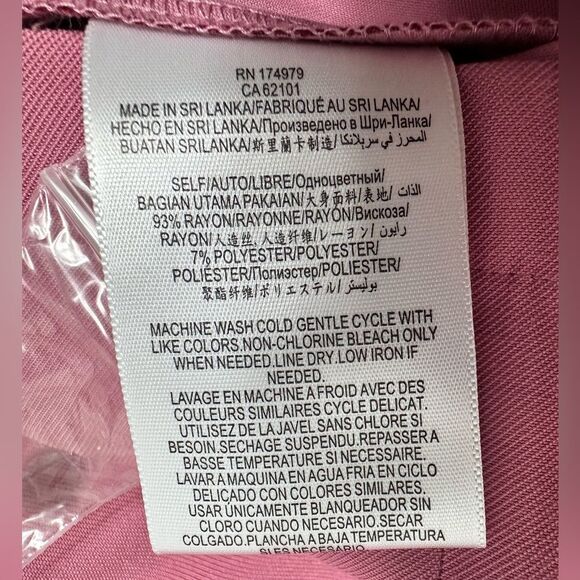 RN 174979
CA 62101
MADE IN SRI LANKA/FABRIQUÉ AU SRI LANKA/
HECHO EN SRI LANKA/Произведено в Шри-Ланка/
BUATAN SRILANKA/斯里蘭卡制造/ في سريلانكا
SELF/AUTO/LIBRE/Одноцветный/
BAGIAN UTAMA PAKAIAN/大身面料/表地/ الذات/
93% RAYON/RAYONNE/RAYON/Вискоза/
RAYON/人造丝,人造纤维/レーヨン/ رايون/
7% POLYESTER/POLYESTER/
POLIESTER/Полиэстер/POLIESTER/
聚酯纤维/ポリエステル/ بوليستر/
MACHINE WASH COLD GENTLE CYCLE WITH
LIKE COLORS.NON-CHLORINE BLEACH ONLY
WHEN NEEDED.LINE DRY.LOW IRON IF
NEEDED.
LAVAGE EN MACHINE A FROID AVEC DES
COULEURS SIMILAIRES CYCLE DELICAT.
UTILISEZ DE LA JAVEL SANS CHLORE SI
BESOIN.SECHAGE SUSPENDU.REPASSER A
BASSE TEMPERATURE SI NECESSAIRE.
LAVAR A MAQUINA EN AGUA FRIA EN CICLO
DELICADO CON COLORES SIMILARES.
USAR ÚNICAMENTE BLANQUEADOR SIN
CLORO CUANDO NECESARIO.SECAR
COLGADO.PLANCHA A BAJA TEMPERATURA
SI ES NECESARIO